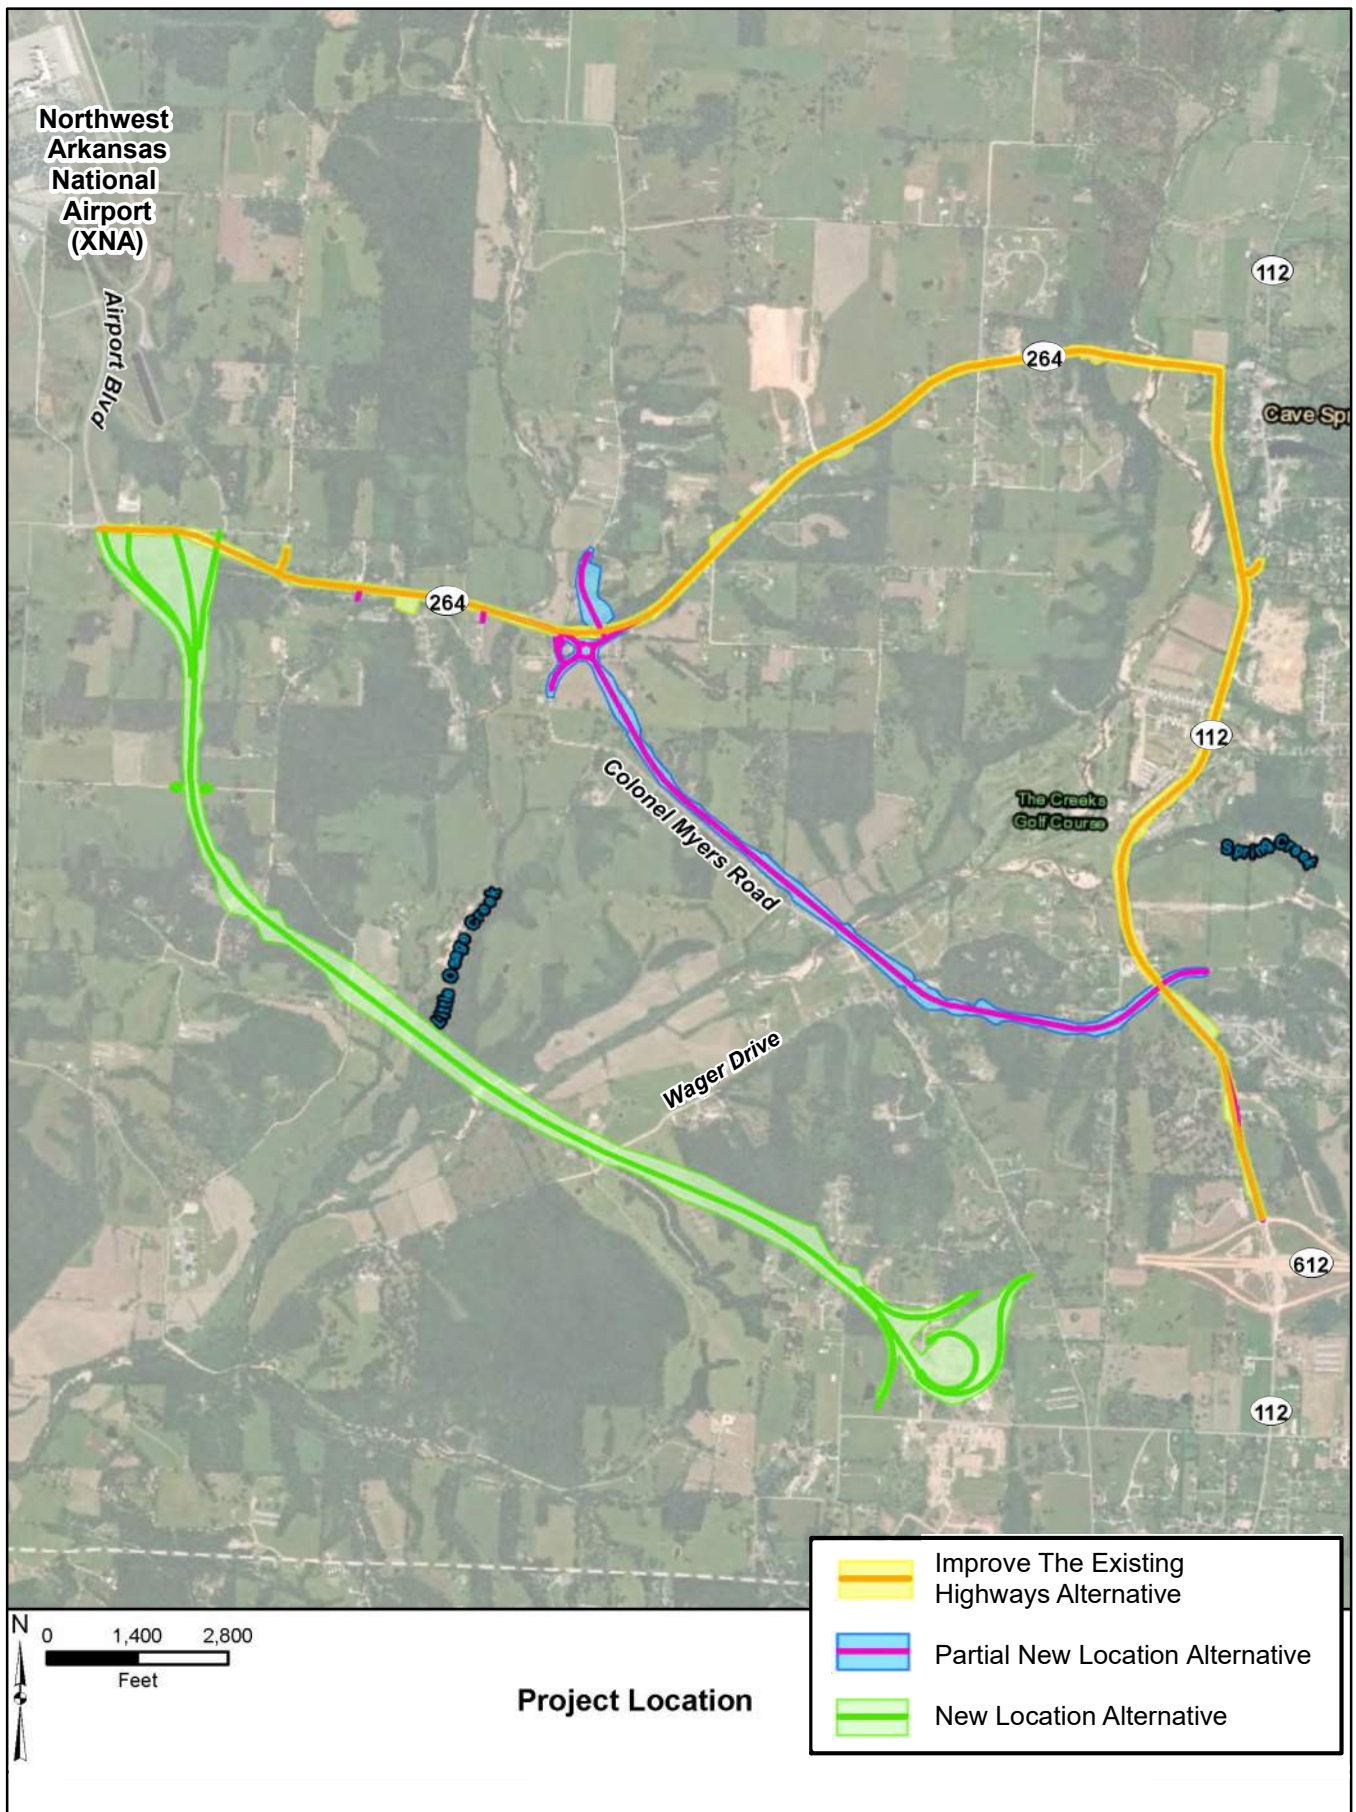 Northwest
Arkansas
National
Airport
(XNA)
112
Airport Blvd
264
Cave Spr
264
112
Colonel Myers Road
The Creeks
Golf Course
Spring Creek
Little Osage Creek
Wager Drive
612
112
Improve The Existing
Highways Alternative
Partial New Location Alternative
New Location Alternative
N
0 1,400 2,800
Feet
Project Location